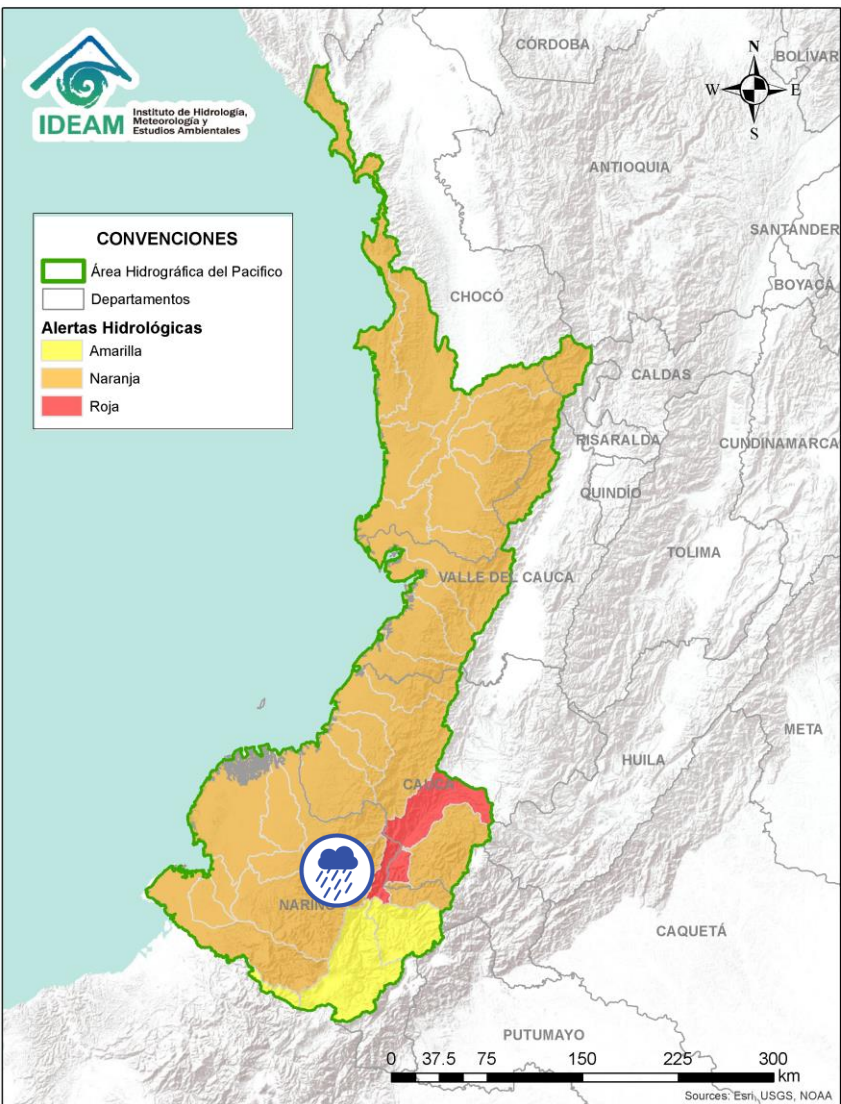 IDEAM
Instituto de Hidrología,
Meteorología y
Estudios Ambientales
CÓRDOBA
BOLÍVAR
N
W
E
S
ANTIOQUIA
SANTANDER
BOYACÁ
CONVENCIONES
Área Hidrográfica del Pacifico
Departamentos
Alertas Hidrológicas
Amarilla
Naranja
Roja
CHOCÓ
CALDAS
RISARALDA
CUNDINAMARCA
QUINDÍO
TOLIMA
VALLE DEL CAUCA
META
HUILA
CAUCA
NARIÑO
CAQUETÁ
PUTUMAYO
0 37.5 75 150 225 300
km
Sources: Esri, USGS, NOAA